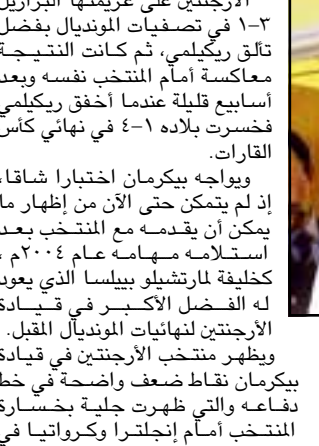 الأرجنتين على غريمتها البرازيل
٣-١ في تصفيات المونديال بفضل
تألق ريكيلمي، ثم كانت النتيجة
معاكسة أمام المنتخب نفسه وبعد
أسابيع قليلة عندما أخفق ريكيلمي
فخسرت بلاده ١-٤ في نهائي كأس
القارات.
ويواجه بيكرمان اختبارا شاقا،
إذ لم يتمكن حتى الآن من إظهار ما
يمكن أن يقدمه مع المنتخب بعد
استلامه مهامه عام ٢٠٠٤م ،
كخليفة لمارتشيلو بييلسا الذي يعود
له الفضل الأكبر في قيادة
الأرجنتين لنهائيات المونديال المقبل.
ويظهر منتخب الأرجنتين في قيادة
بيكرمان نقاط ضعف واضحة في خط
دفاعه والتي ظهرت جلية بخسارة
المنتخب أمام إنجلترا وكرواتيا في